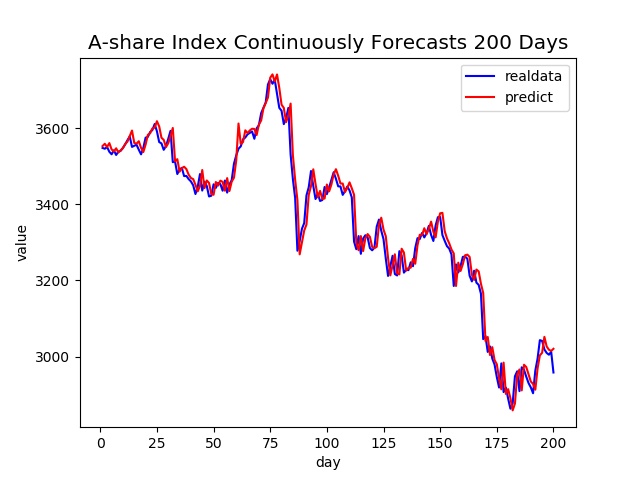 A-share Index Continuously Forecasts 200 Days
realdata
predict
3600
3400
3200
3000
value
0 25 50 75 100 125 150 175 200
day